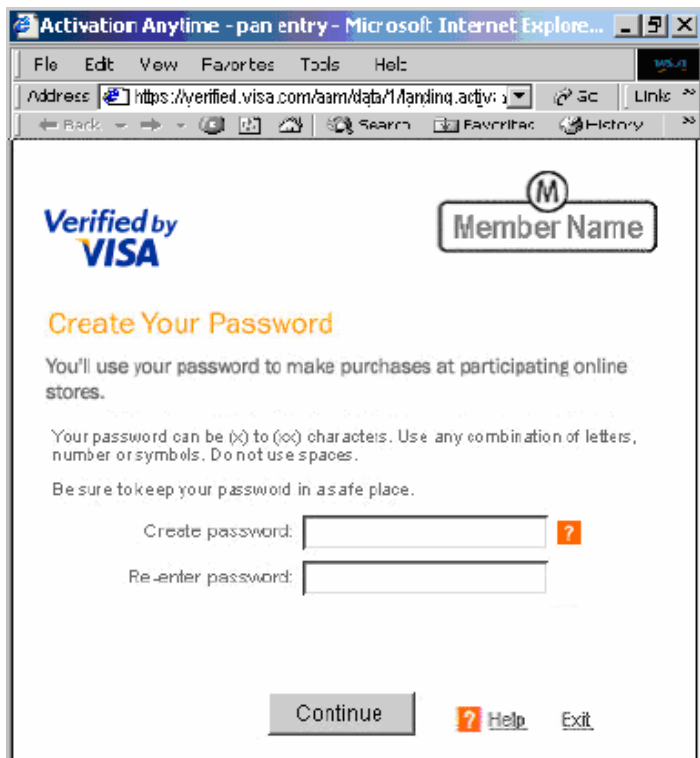 Activation Anytime - pan entry - Microsoft Internet Explore...
File Edit View Favorites Tools Help
Address https://verified.visa.com/aam/data/1/landing.activ Go Links »
Back Search Favorites History »
Verified by
VISA
M
Member Name
Create Your Password
You'll use your password to make purchases at participating online
stores.
Your password can be (x) to (xx) characters. Use any combination of letters,
number or symbols. Do not use spaces.
Be sure to keep your password in a safe place.
Create password: ?
Re-enter password:
Continue ? Help Exit